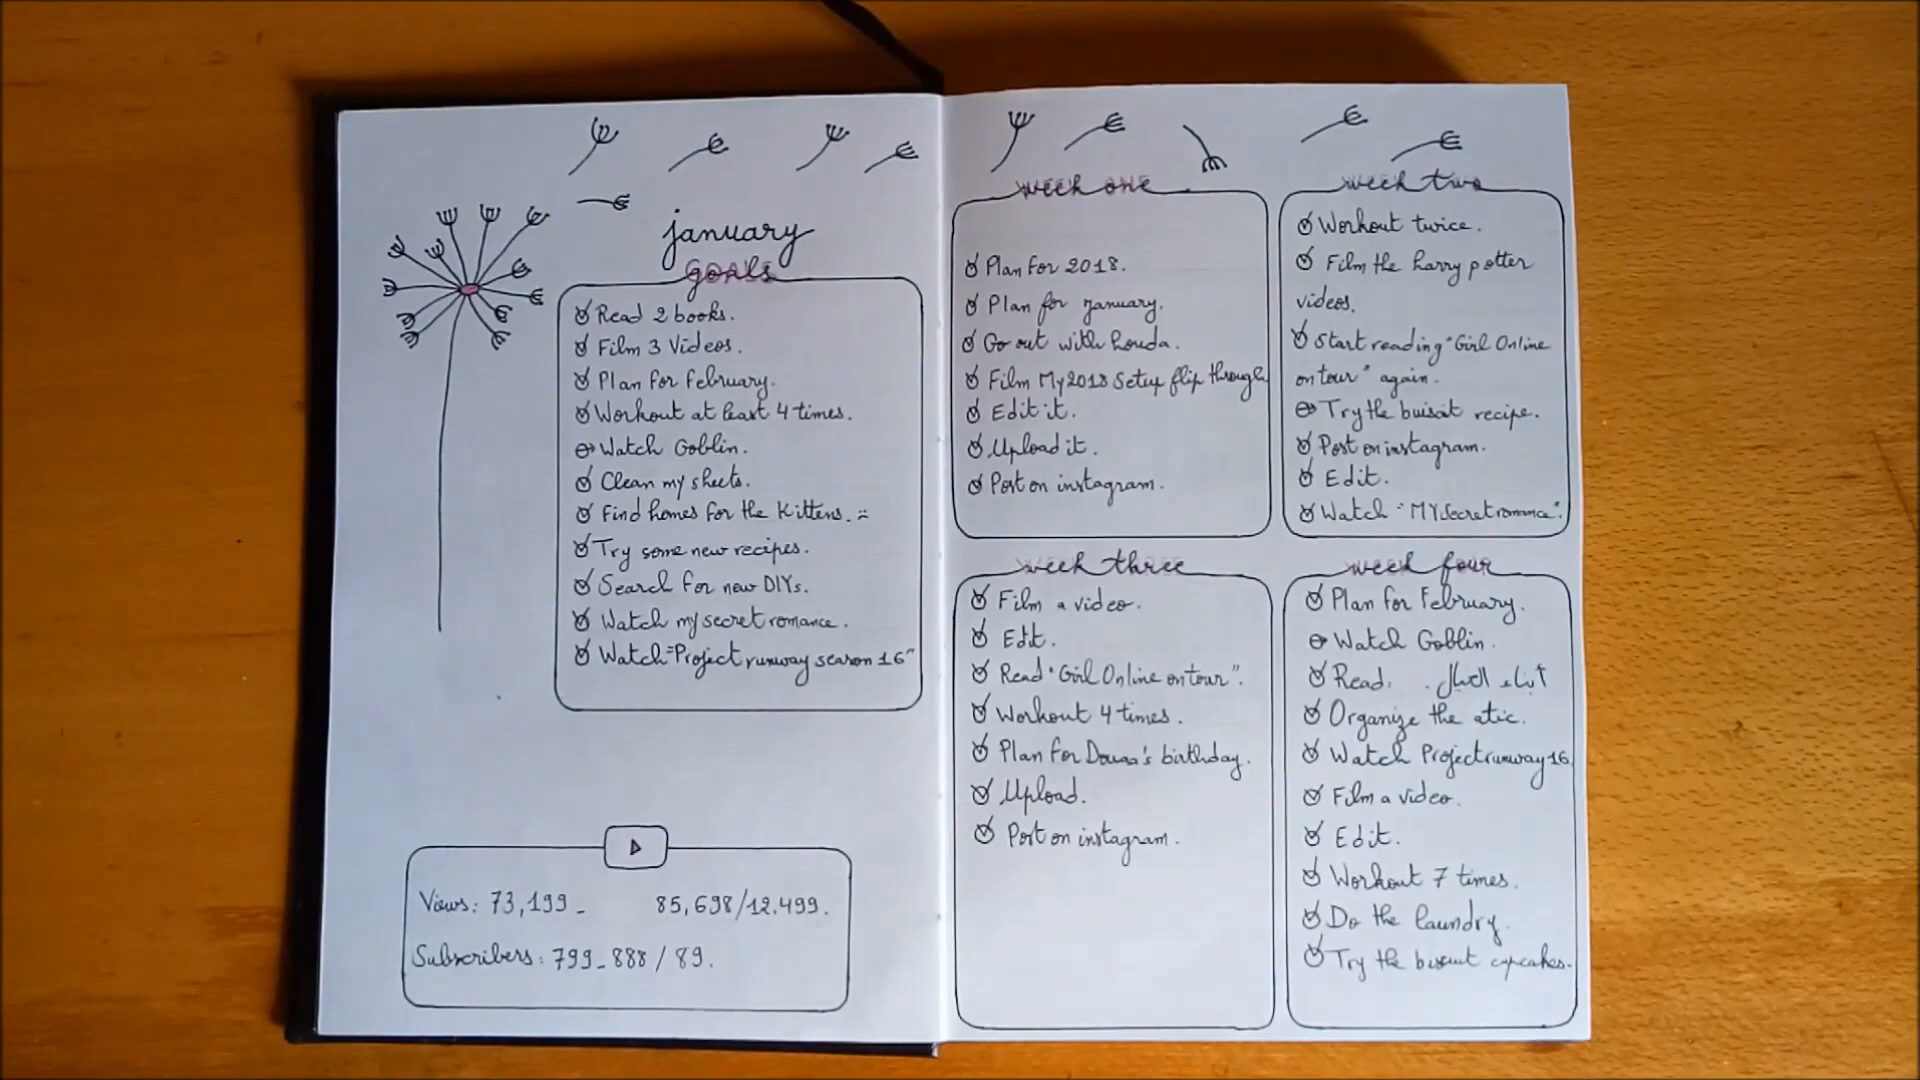 january
goals
Read 2 books.
Film 3 Videos.
Plan for February.
Workout at least 4 times.
Watch Goblin.
Clean my sheets.
Find homes for the Kittens.
Try some new recipes.
Search for new DIYs.
Watch my secret romance.
Watch "Project runway season 16"
Views: 73,199 - 85,698/12.499.
Subscribers: 799-888 / 89.
week one
Plan for 2018.
Plan for january.
Go out with houda.
Film My 2018 Setup flip through
Edit it.
Upload it.
Post on instagram.
week two
Workout twice.
Film the harry potter
videos.
Start reading "Girl Online
on tour" again.
Try the recipe.
Post on instagram.
Edit.
Watch "MY secret romance".
week three
Film a video.
Edit.
Read "Girl Online on tour".
Workout 4 times.
Plan for Douaa's birthday.
Upload.
Post on instagram.
week four
Plan for February.
Watch Goblin.
Read.
Organize the atic.
Watch Project runway 16
Film a video.
Edit.
Workout 7 times.
Do the laundry.
Try the cupcakes.